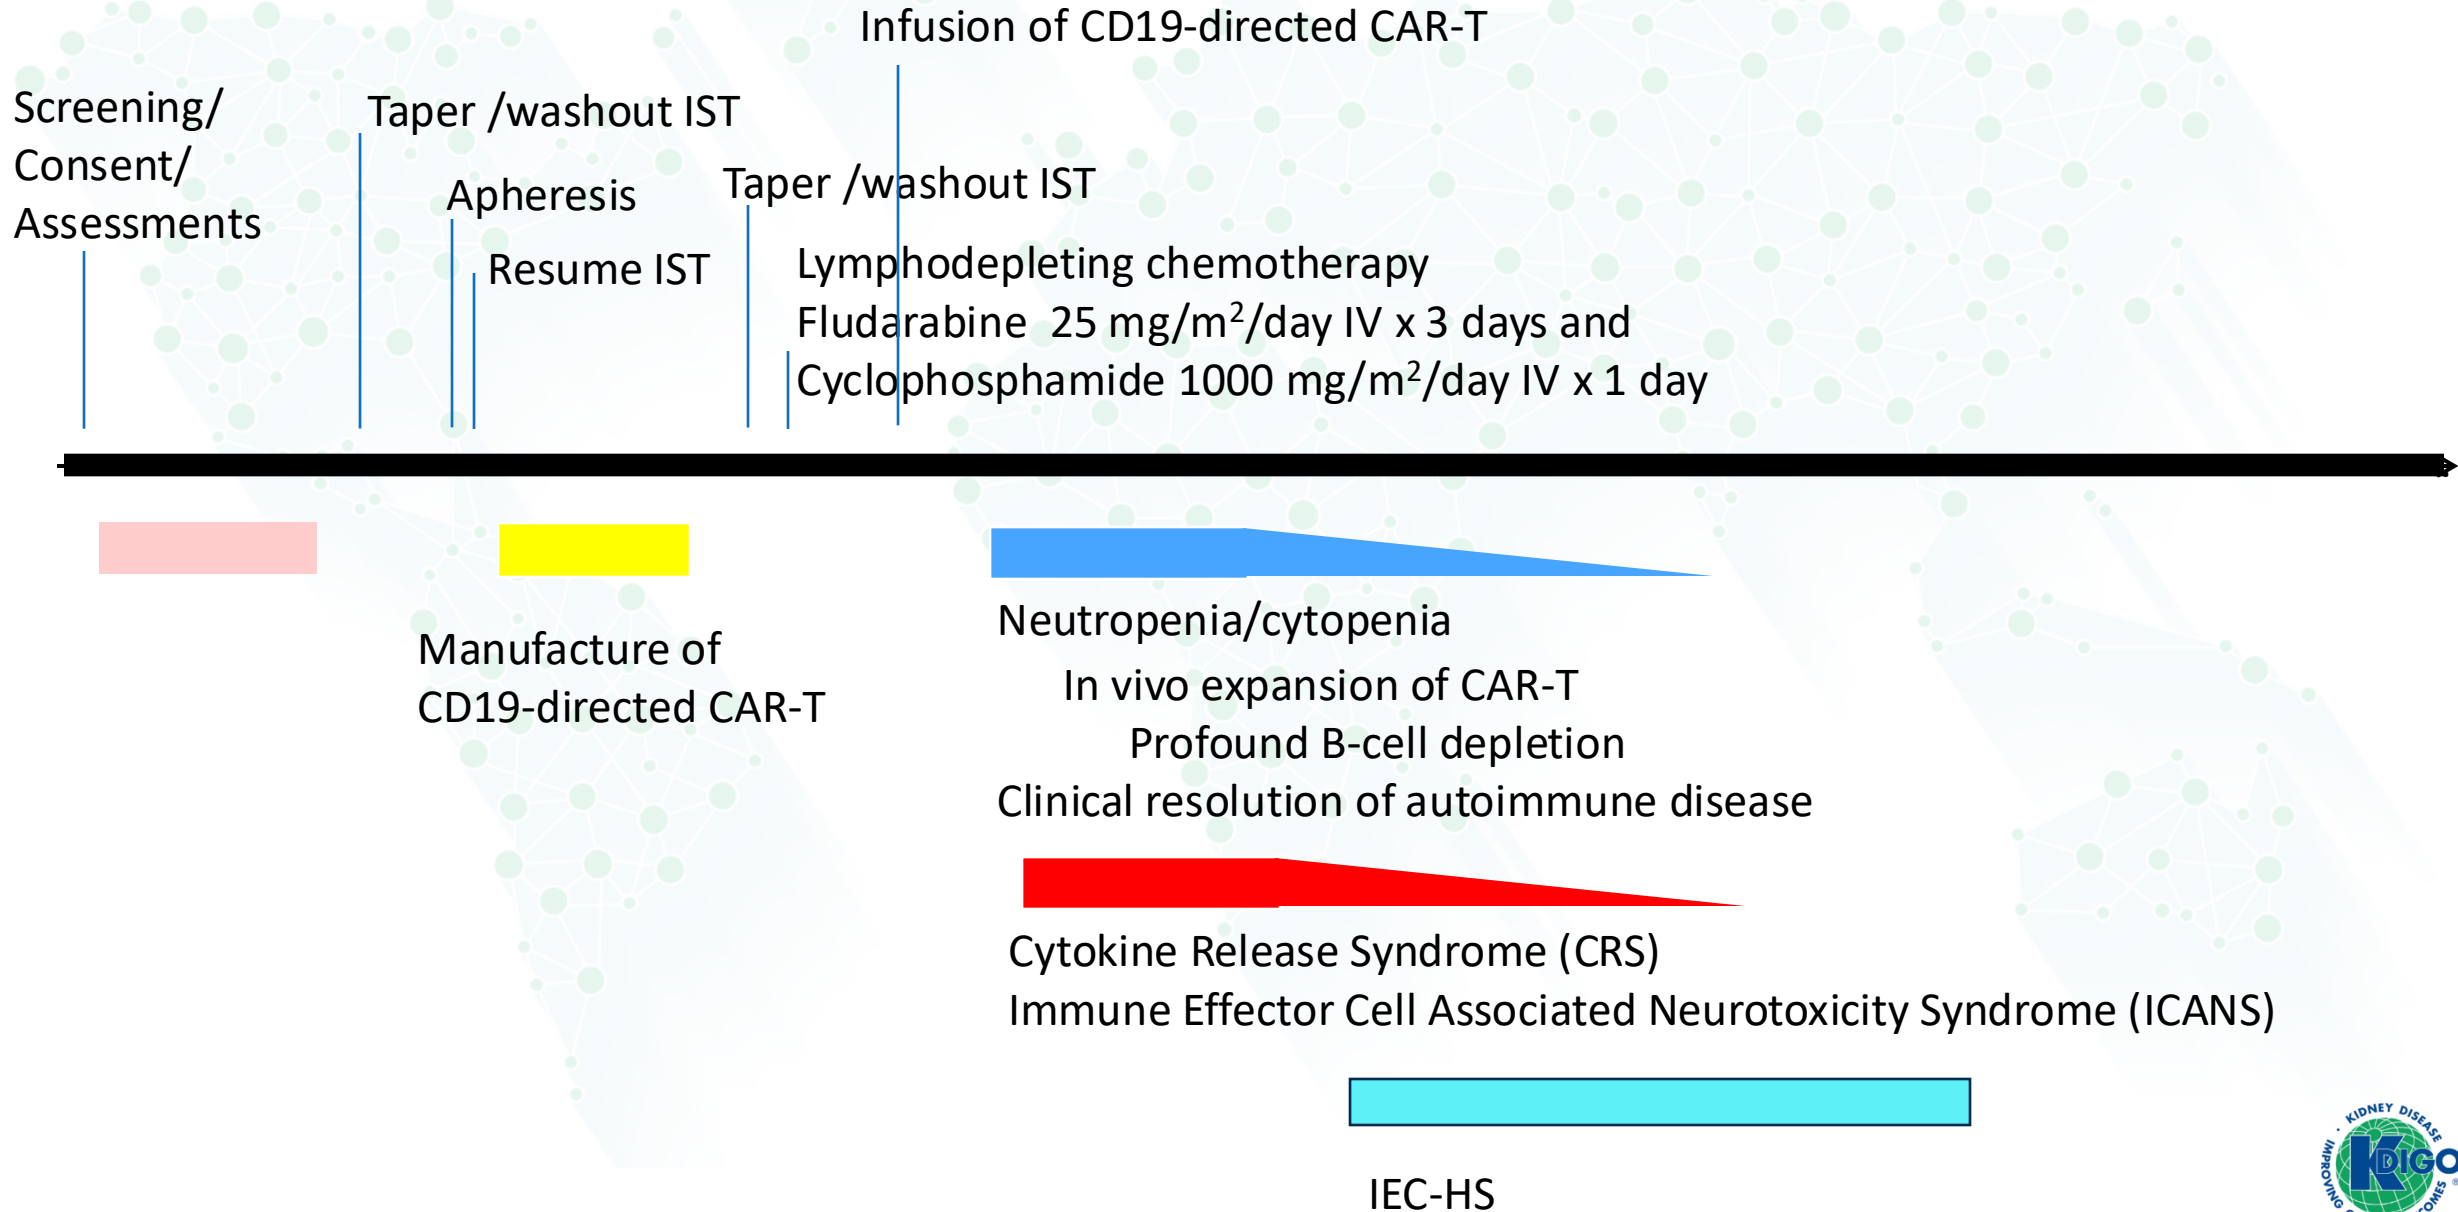 Infusion of CD19-directed CAR-T
Screening/
Consent/
Assessments
Taper /washout IST
Apheresis
Resume IST
Taper /washout IST
Lymphodepleting chemotherapy
Fludarabine  25 mg/m²/day IV x 3 days and
Cyclophosphamide 1000 mg/m²/day IV x 1 day
Manufacture of
CD19-directed CAR-T
Neutropenia/cytopenia
In vivo expansion of CAR-T
Profound B-cell depletion
Clinical resolution of autoimmune disease
Cytokine Release Syndrome (CRS)
Immune Effector Cell Associated Neurotoxicity Syndrome (ICANS)
IEC-HS
KIDNEY DISEASE
IMPROVING
KDIGO